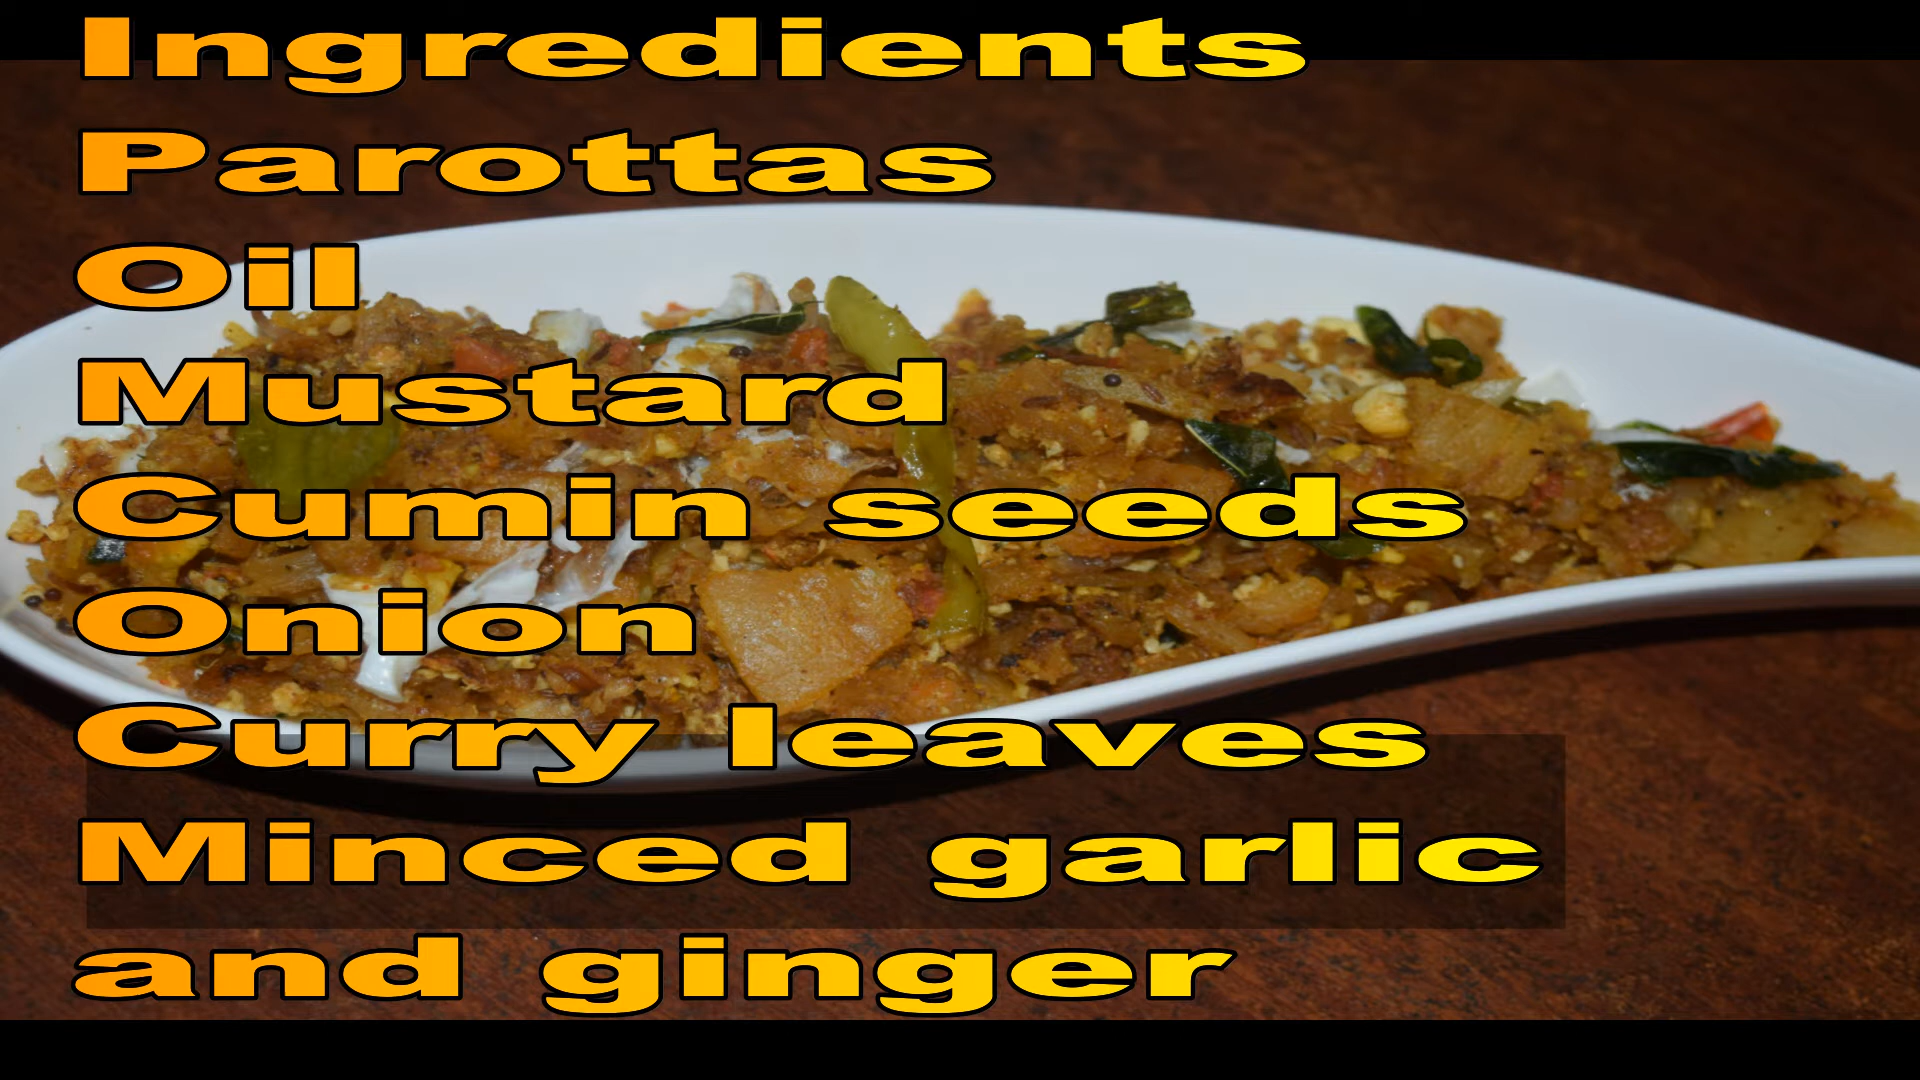 Ingredients
Parottas
Oil
Mustard
Cumin seeds
Onion
Curry leaves
Minced garlic
and ginger